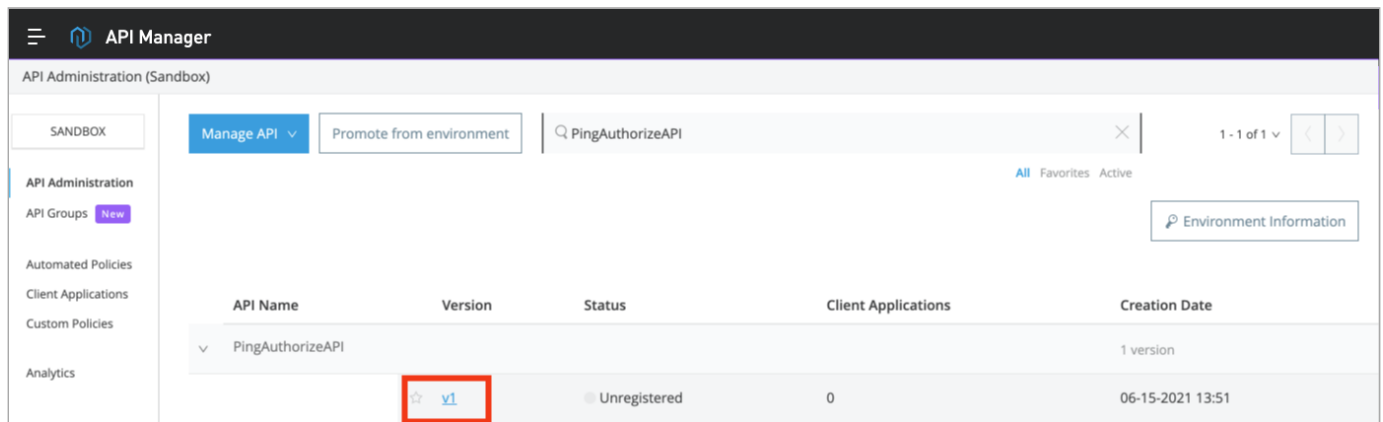 API Manager
API Administration (Sandbox)
SANDBOX
Manage API
Promote from environment
PingAuthorizeAPI
1 - 1 of 1
All Favorites Active
API Administration
API Groups New
Environment Information
Automated Policies
Client Applications
Custom Policies
Analytics
API Name Version Status Client Applications Creation Date
PingAuthorizeAPI 1 version
v1 Unregistered 0 06-15-2021 13:51